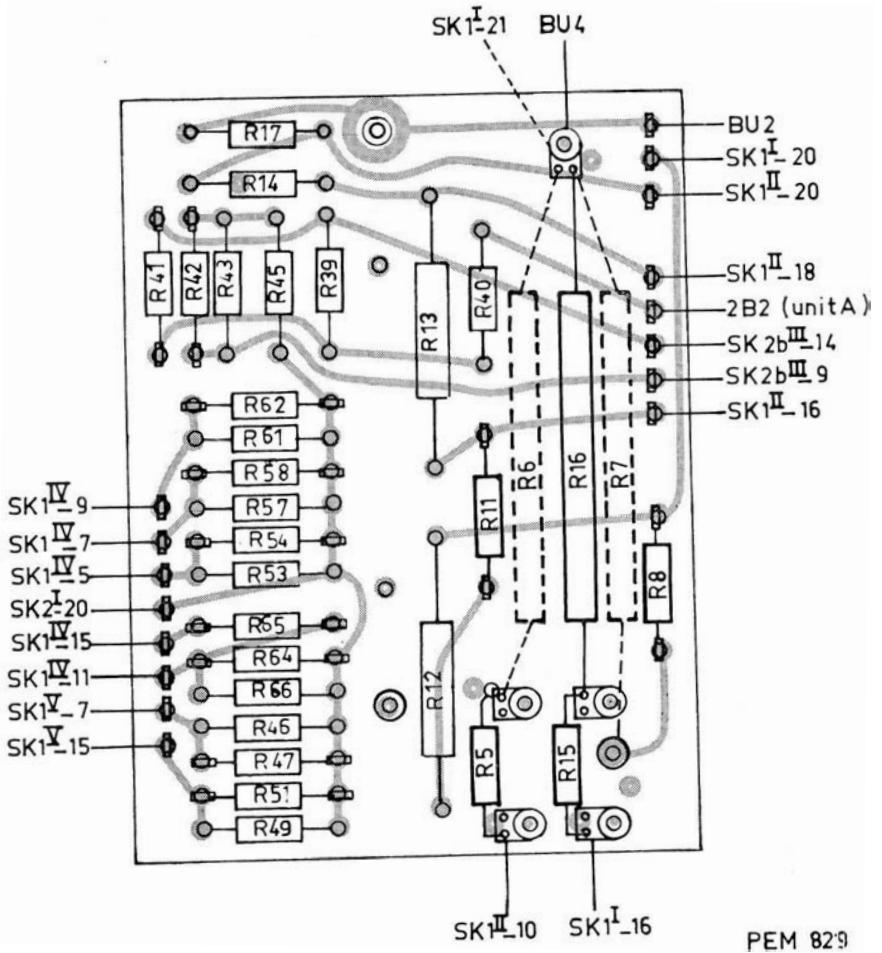 SK1I-21 BU4
BU2
SK1I-20
SK1II-20
SK1II-18
2B2 (unit A)
SK2bIII-14
SK2bIII-9
SK1II-16
R17
R14
R41
R42
R43
R45
R39
R13
R40
R62
R61
R58
R57
R54
R53
R65
R64
R66
R46
R47
R51
R49
R11
R6
R16
R7
R8
R12
R5
R15
SK1IV-9
SK1IV-7
SK1IV-5
SK2I-20
SK1IV-15
SK1IV-11
SK1V-7
SK1V-15
SK1II-10
SK1I-16
PEM 829